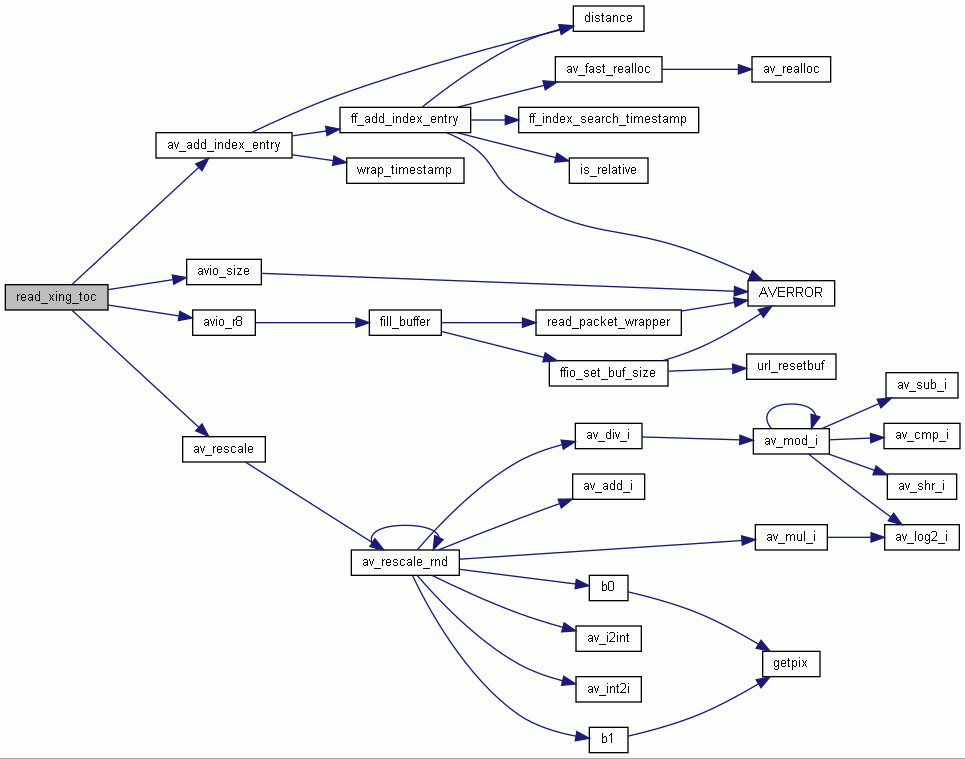 distance
av_fast_realloc
av_realloc
ff_add_index_entry
ff_index_search_timestamp
av_add_index_entry
wrap_timestamp
is_relative
avio_size
read_xing_toc
AVERROR
avio_r8
fill_buffer
read_packet_wrapper
ffio_set_buf_size
url_resetbuf
av_sub_i
av_div_i
av_mod_i
av_cmp_i
av_rescale
av_add_i
av_shr_i
av_mul_i
av_log2_i
av_rescale_rnd
b0
av_i2int
getpix
av_int2i
b1